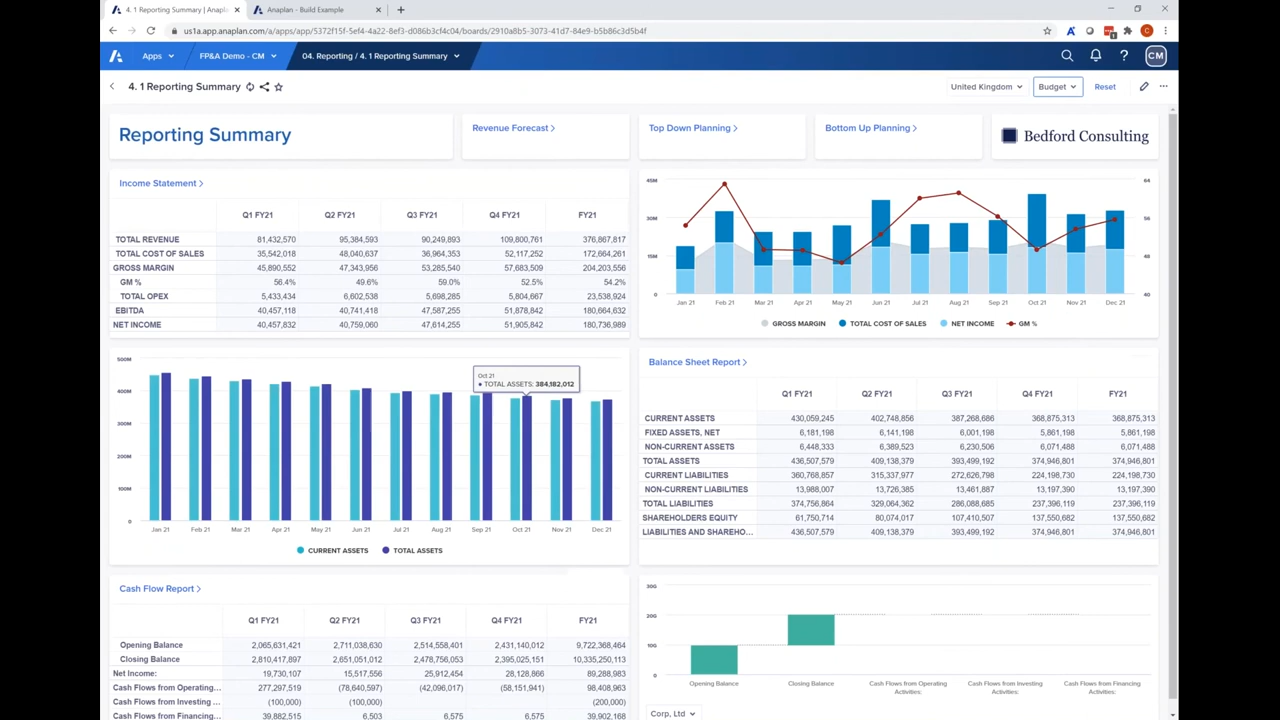 4. 1 Reporting Summary | Anaplan
Anaplan - Build Example
us1a.app.anaplan.com/a/apps/app/5372f15f-5ef4-4a22-8ef3-d086b3cf4c04/boards/2910a8b5-3073-41d7-84e9-b5b86c3d5b4f
Apps
FP&A Demo - CM
04. Reporting / 4. 1 Reporting Summary
CM
4. 1 Reporting Summary
United Kingdom
Budget
Reset
Reporting Summary
Revenue Forecast >
Top Down Planning >
Bottom Up Planning >
Bedford Consulting
Income Statement >
Q1 FY21 Q2 FY21 Q3 FY21 Q4 FY21 FY21
TOTAL REVENUE 81,432,570 95,384,593 90,249,893 109,800,761 376,867,817
TOTAL COST OF SALES 35,542,018 48,040,637 36,964,353 52,117,252 172,664,261
GROSS MARGIN 45,890,552 47,343,956 53,285,540 57,683,509 204,203,556
GM % 56.4% 49.6% 59.0% 52.5% 54.2%
TOTAL OPEX 5,433,434 6,602,538 5,698,285 5,804,667 23,538,924
EBITDA 40,457,118 40,741,418 47,587,255 51,878,842 180,664,632
NET INCOME 40,457,832 40,759,060 47,614,255 51,905,842 180,736,989
45M
30M
15M
0
64
56
48
40
Jan 21 Feb 21 Mar 21 Apr 21 May 21 Jun 21 Jul 21 Aug 21 Sep 21 Oct 21 Nov 21 Dec 21
GROSS MARGIN TOTAL COST OF SALES NET INCOME GM %
500M
400M
300M
200M
100M
0
Oct 21
TOTAL ASSETS: 384,182,012
Jan 21 Feb 21 Mar 21 Apr 21 May 21 Jun 21 Jul 21 Aug 21 Sep 21 Oct 21 Nov 21 Dec 21
CURRENT ASSETS TOTAL ASSETS
Balance Sheet Report >
Q1 FY21 Q2 FY21 Q3 FY21 Q4 FY21 FY21
CURRENT ASSETS 430,059,245 402,748,856 387,268,686 368,875,313 368,875,313
FIXED ASSETS, NET 6,181,198 6,141,198 6,001,198 5,861,198 5,861,198
NON-CURRENT ASSETS 6,448,333 6,389,523 6,230,506 6,071,488 6,071,488
TOTAL ASSETS 436,507,579 409,138,379 393,499,192 374,946,801 374,946,801
CURRENT LIABILITIES 360,768,857 315,337,977 272,626,798 224,198,730 224,198,730
NON-CURRENT LIABILITIES 13,988,007 13,726,385 13,461,887 13,197,390 13,197,390
TOTAL LIABILITIES 374,756,864 329,064,362 286,088,685 237,396,119 237,396,119
SHAREHOLDERS EQUITY 61,750,714 80,074,017 107,410,507 137,550,682 137,550,682
LIABILITIES AND SHAREHO... 436,507,579 409,138,379 393,499,192 374,946,801 374,946,801
Cash Flow Report >
Q1 FY21 Q2 FY21 Q3 FY21 Q4 FY21 FY21
Opening Balance 2,065,631,421 2,711,038,630 2,514,558,401 2,431,140,012 9,722,368,464
Closing Balance 2,810,417,897 2,651,051,012 2,478,756,053 2,395,025,151 10,335,250,113
Net Income: 19,730,107 15,517,556 25,912,454 28,128,866 89,288,983
Cash Flows from Operating... 277,297,519 (78,640,597) (42,096,017) (58,151,941) 98,408,963
Cash Flows from Investing ... (100,000) (100,000) (200,000)
Cash Flows from Financing... 39,882,515 6,503 6,575 6,575 39,902,168
30G
20G
10G
0
Opening Balance Closing Balance Cash Flows from Operating Activities: Cash Flows from Investing Activities: Cash Flows from Financing Activities:
Corp, Ltd